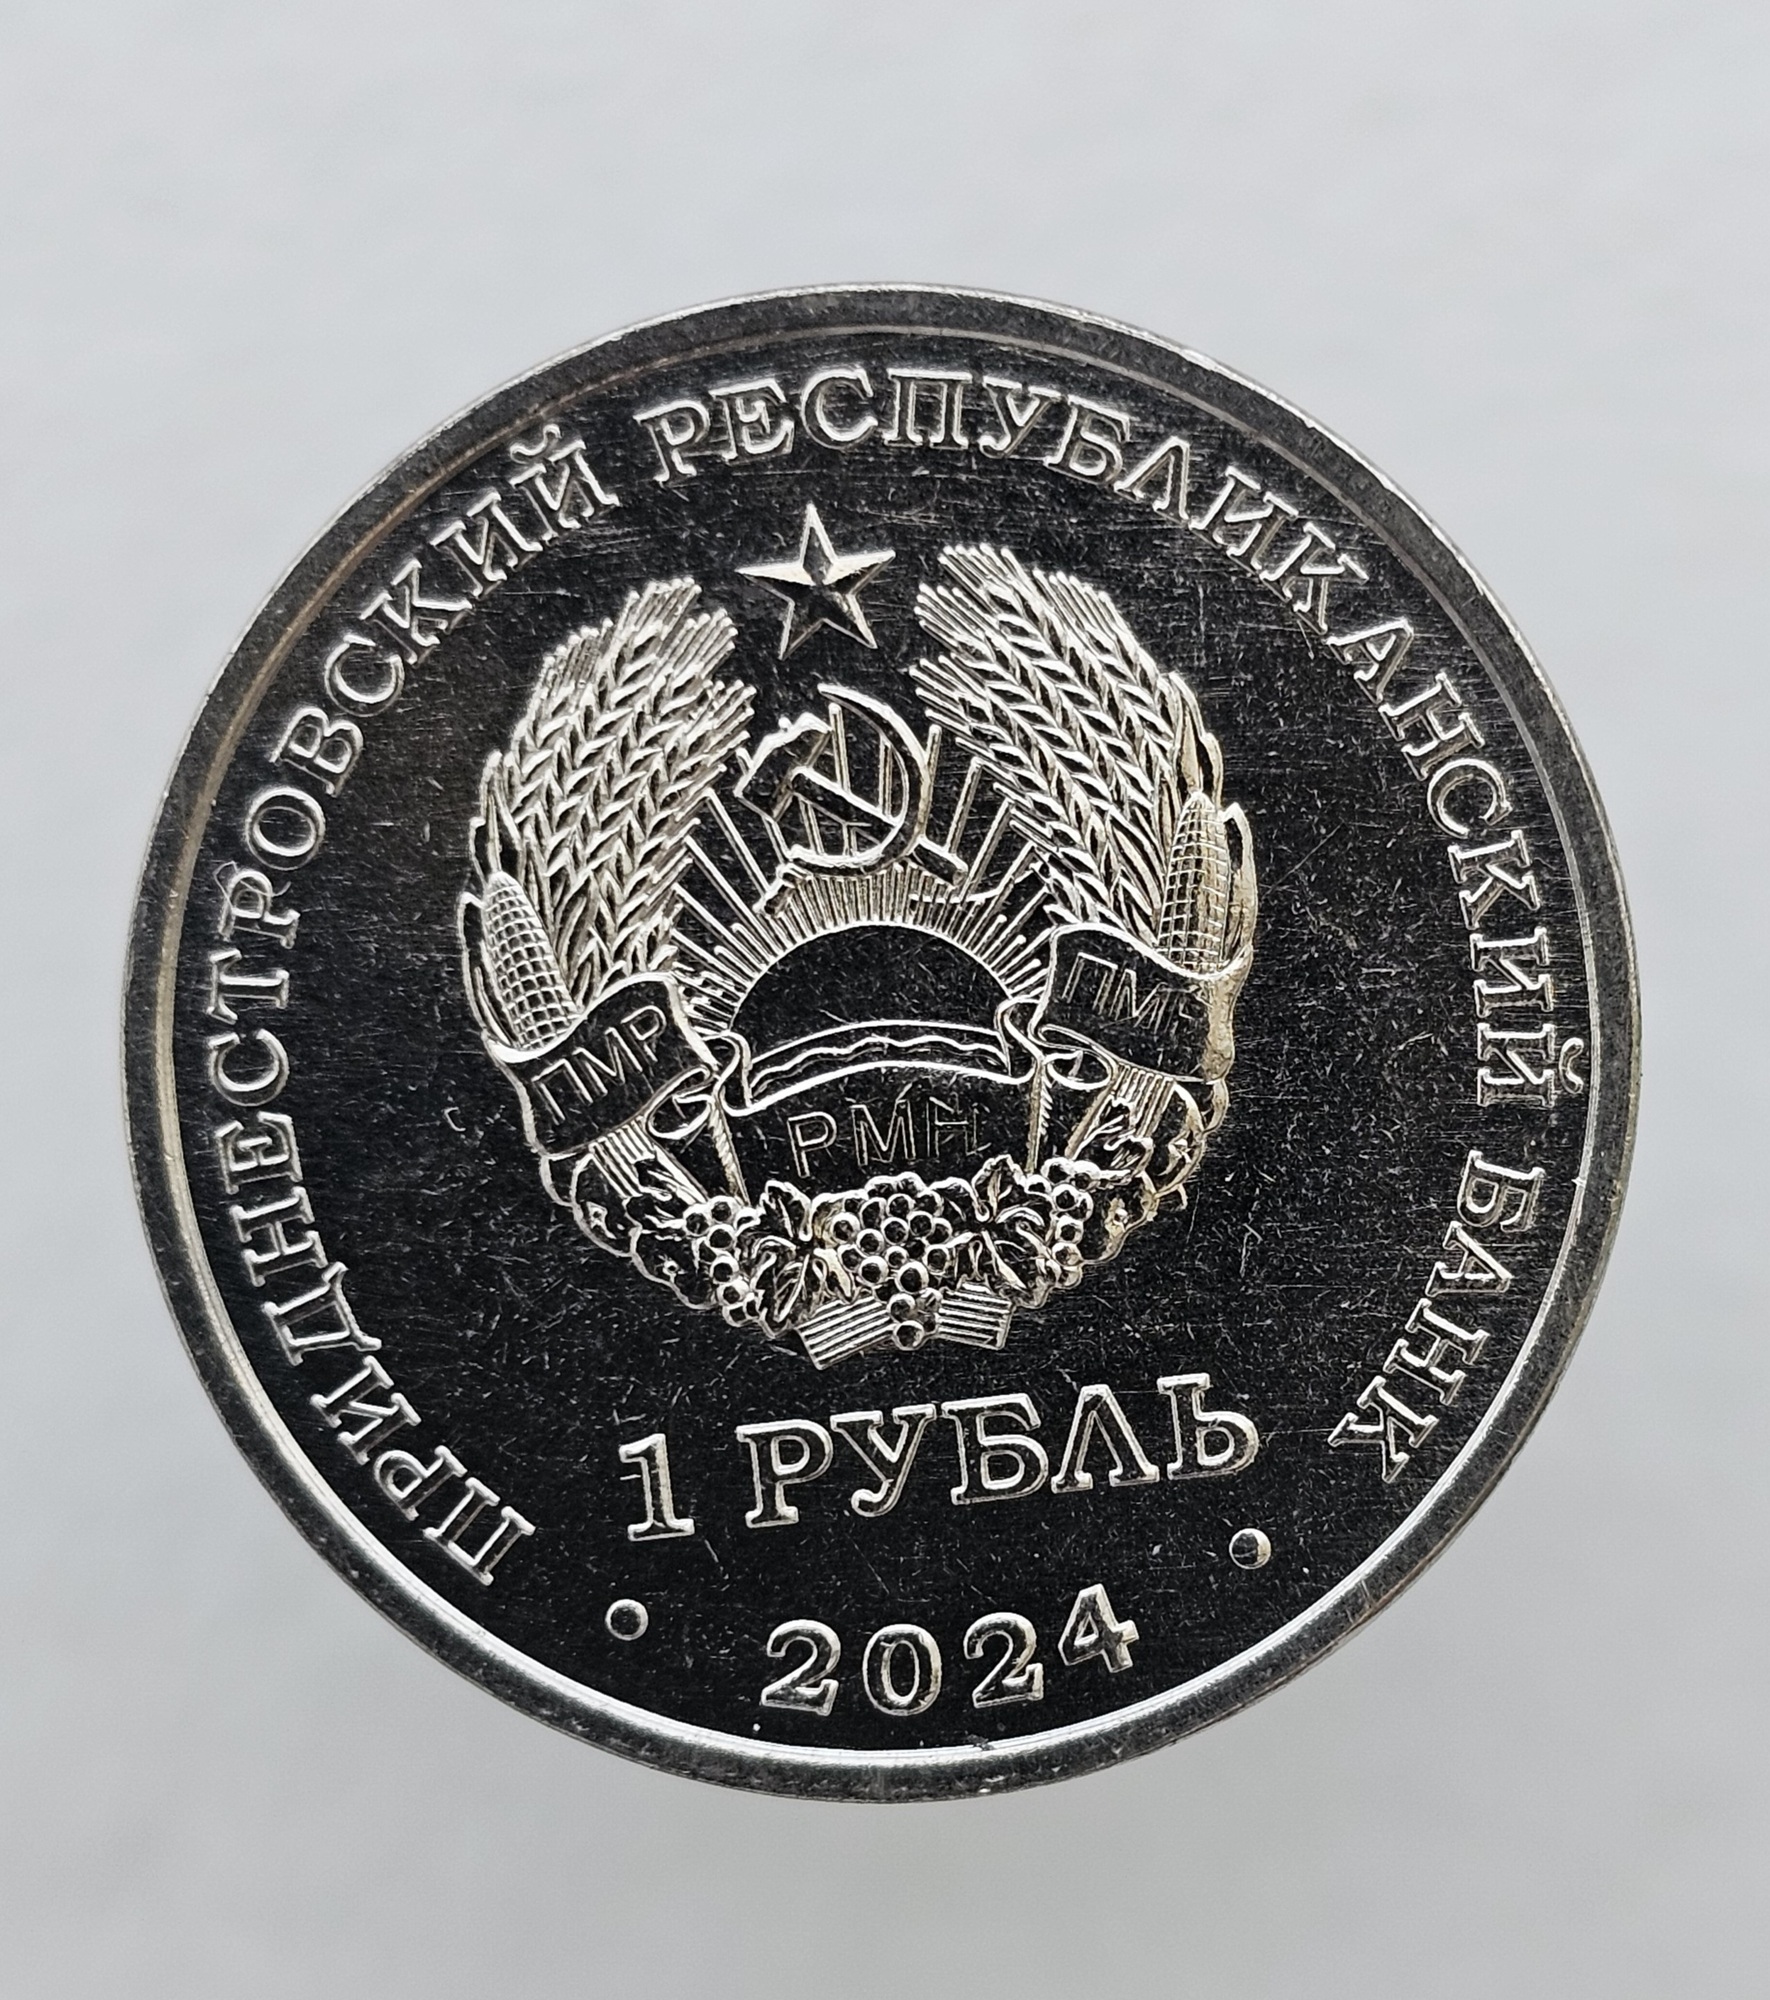 ПРИДНЕСТРОВСКИЙ РЕСПУБЛИКАНСКИЙ БАНК
ПМР
РМН
ПМР
1 РУБЛЬ
2024